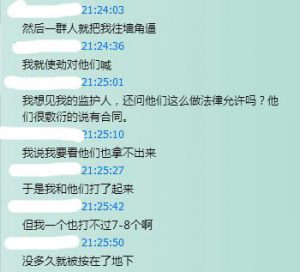 21:24:03
然后一群人就把我往墙角逼
21:24:36
我就使劲对他们喊
21:25:00
我想见我的监护人，还问他们这么做法律允许吗？他
们很敷衍的说有合同。
21:25:10
我说我要看他们也拿不出来
21:25:27
于是我和他们打了起来
21:25:42
但我一个也打不过7-8个啊
21:25:50
没多久就被按在了地下